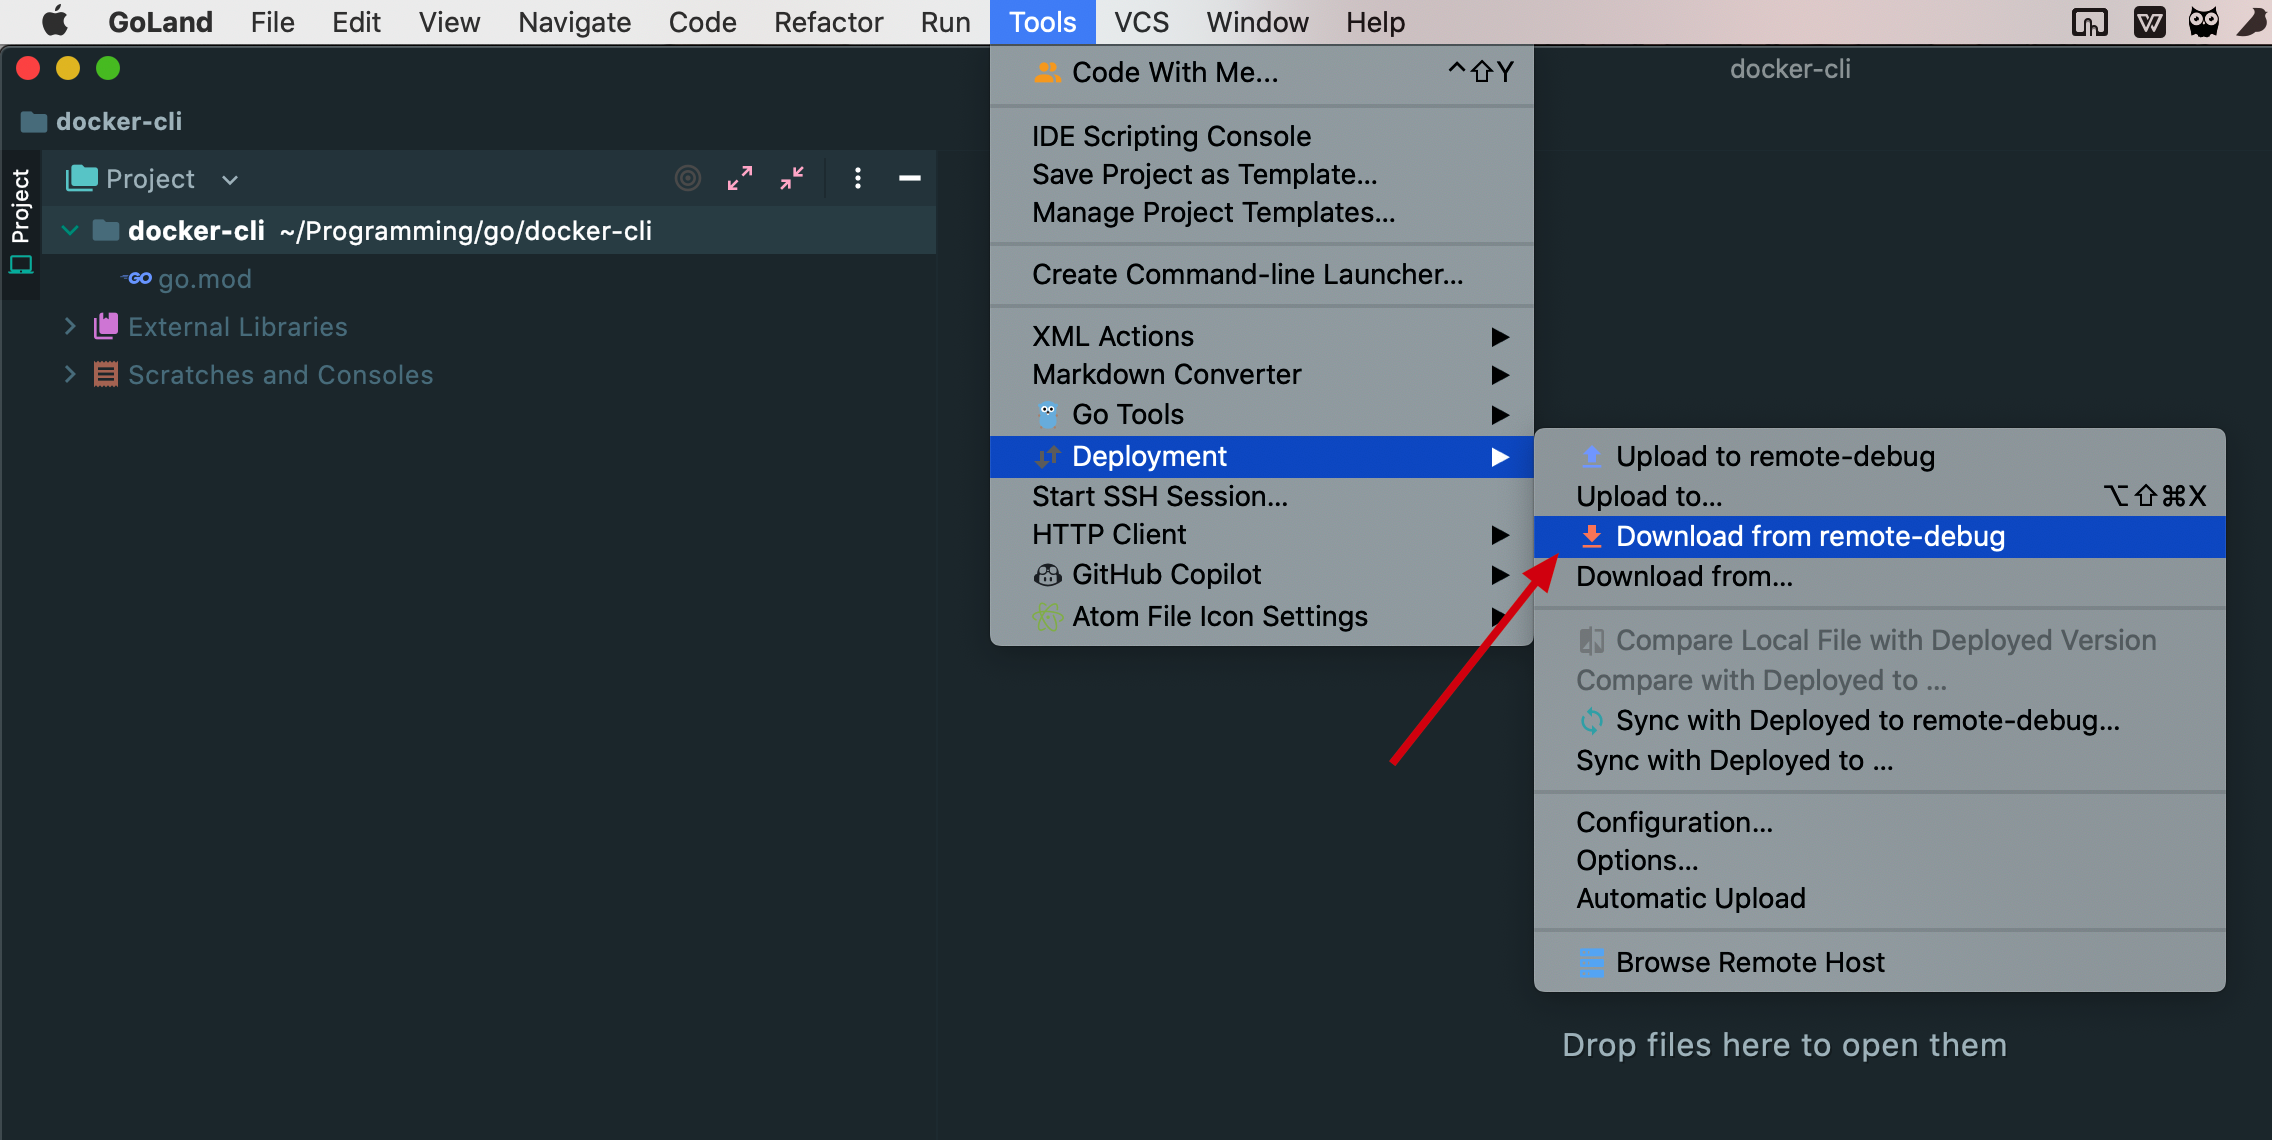 GoLand File Edit View Navigate Code Refactor Run Tools VCS Window Help
docker-cli
docker-cli
Project
Project
docker-cli ~/Programming/go/docker-cli
GO go.mod
External Libraries
Scratches and Consoles
Code With Me... ^⇧Y
IDE Scripting Console
Save Project as Template...
Manage Project Templates...
Create Command-line Launcher...
XML Actions
Markdown Converter
Go Tools
Deployment
Start SSH Session...
HTTP Client
GitHub Copilot
Atom File Icon Settings
Upload to remote-debug
Upload to... ⌥⇧⌘X
Download from remote-debug
Download from...
Compare Local File with Deployed Version
Compare with Deployed to ...
Sync with Deployed to remote-debug...
Sync with Deployed to ...
Configuration...
Options...
Automatic Upload
Browse Remote Host
Drop files here to open them